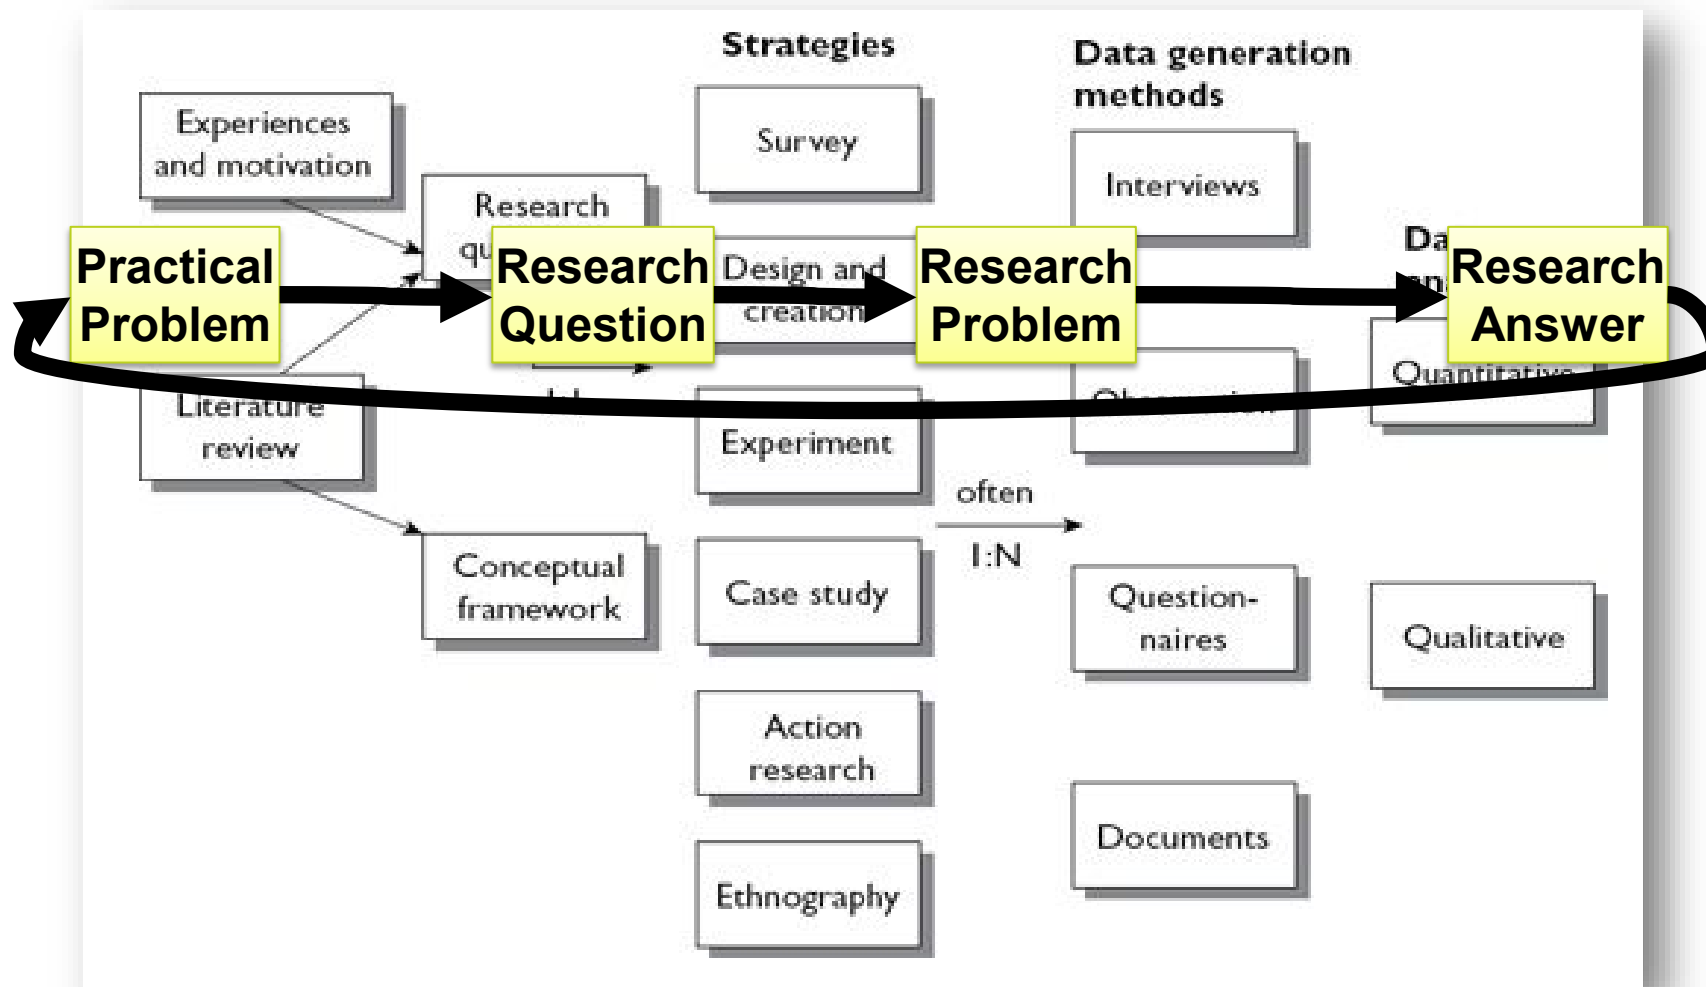 Strategies
Data generation
methods
Experiences
and motivation
Survey
Interviews
Research
Practical
Problem
Research
Question
Research
Problem
Research
Answer
Design and
creation
Literature
review
Quantitative
Experiment
often
1:N
Conceptual
framework
Case study
Question-
naires
Qualitative
Action
research
Documents
Ethnography